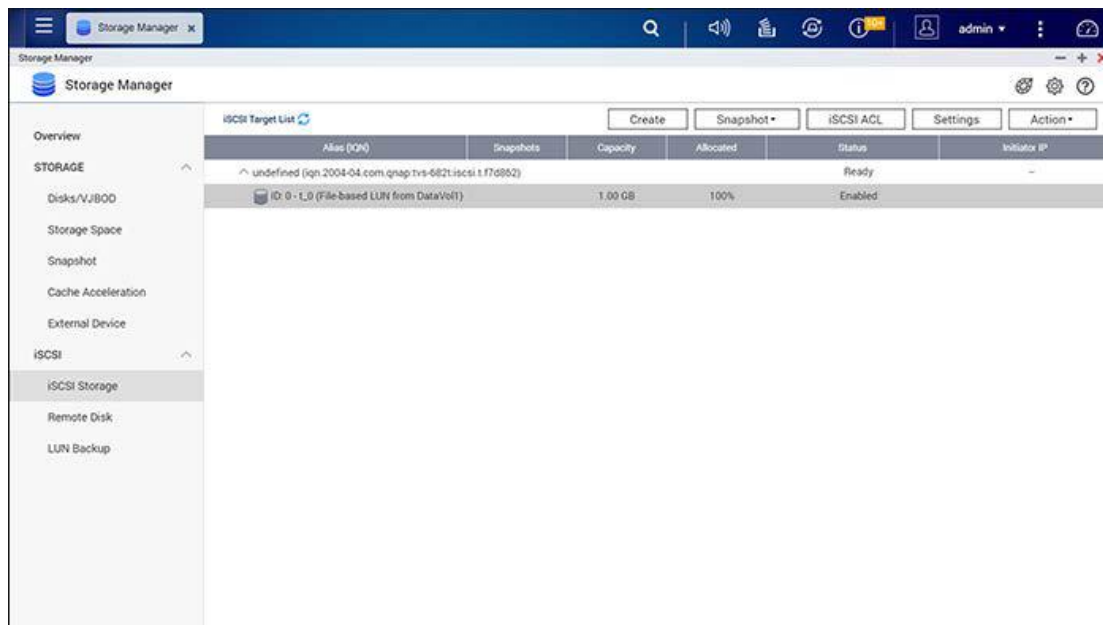 Storage Manager x
10+
admin
Storage Manager
Storage Manager
iSCSI Target List
Create
Snapshot
iSCSI ACL
Settings
Action
Alias (IQN) Snapshots Capacity Allocated Status Initiator IP
undefined (iqn.2004-04.com.qnap:tvs-682t:iscsi.t.f7d862) Ready --
ID: 0 - t_0 (File-based LUN from DataVol1) 1.00 GB 100% Enabled
Overview
STORAGE
Disks/VJBOD
Storage Space
Snapshot
Cache Acceleration
External Device
iSCSI
iSCSI Storage
Remote Disk
LUN Backup